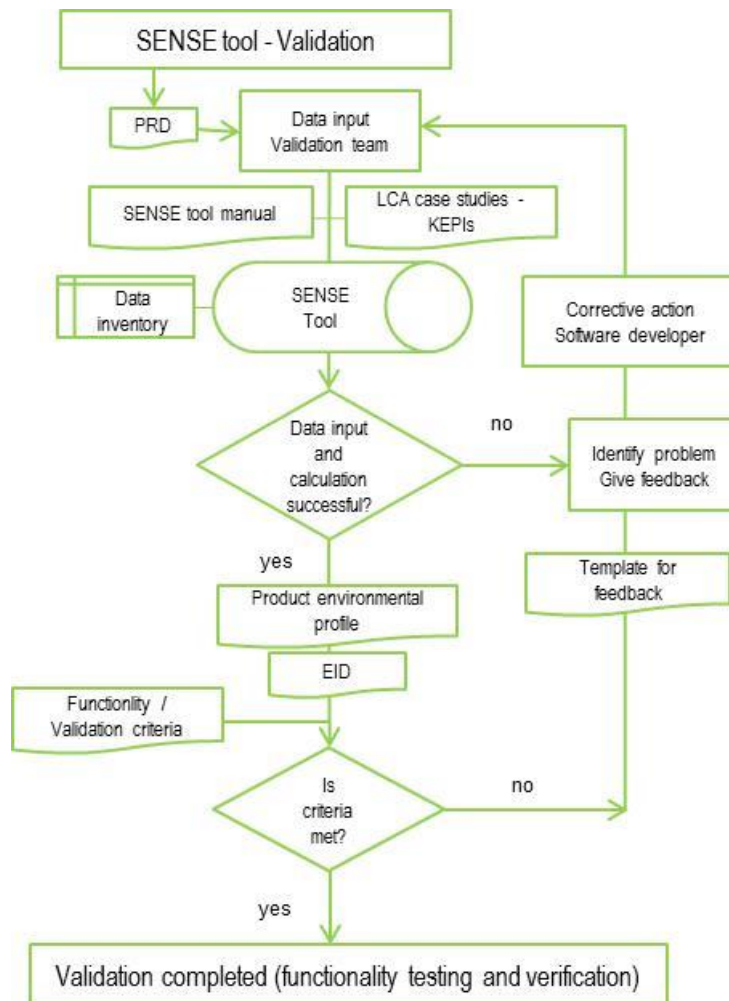 SENSE tool - Validation
PRD
Data input
Validation team
SENSE tool manual
LCA case studies -
KEPIs
Data
inventory
SENSE
Tool
Corrective action
Software developer
Data input
and
calculation
successful?
no
Identify problem
Give feedback
yes
Template for
feedback
Product environmental
profile
EID
Functionlity /
Validation criteria
Is
criteria
met?
no
yes
Validation completed (functionality testing and verification)